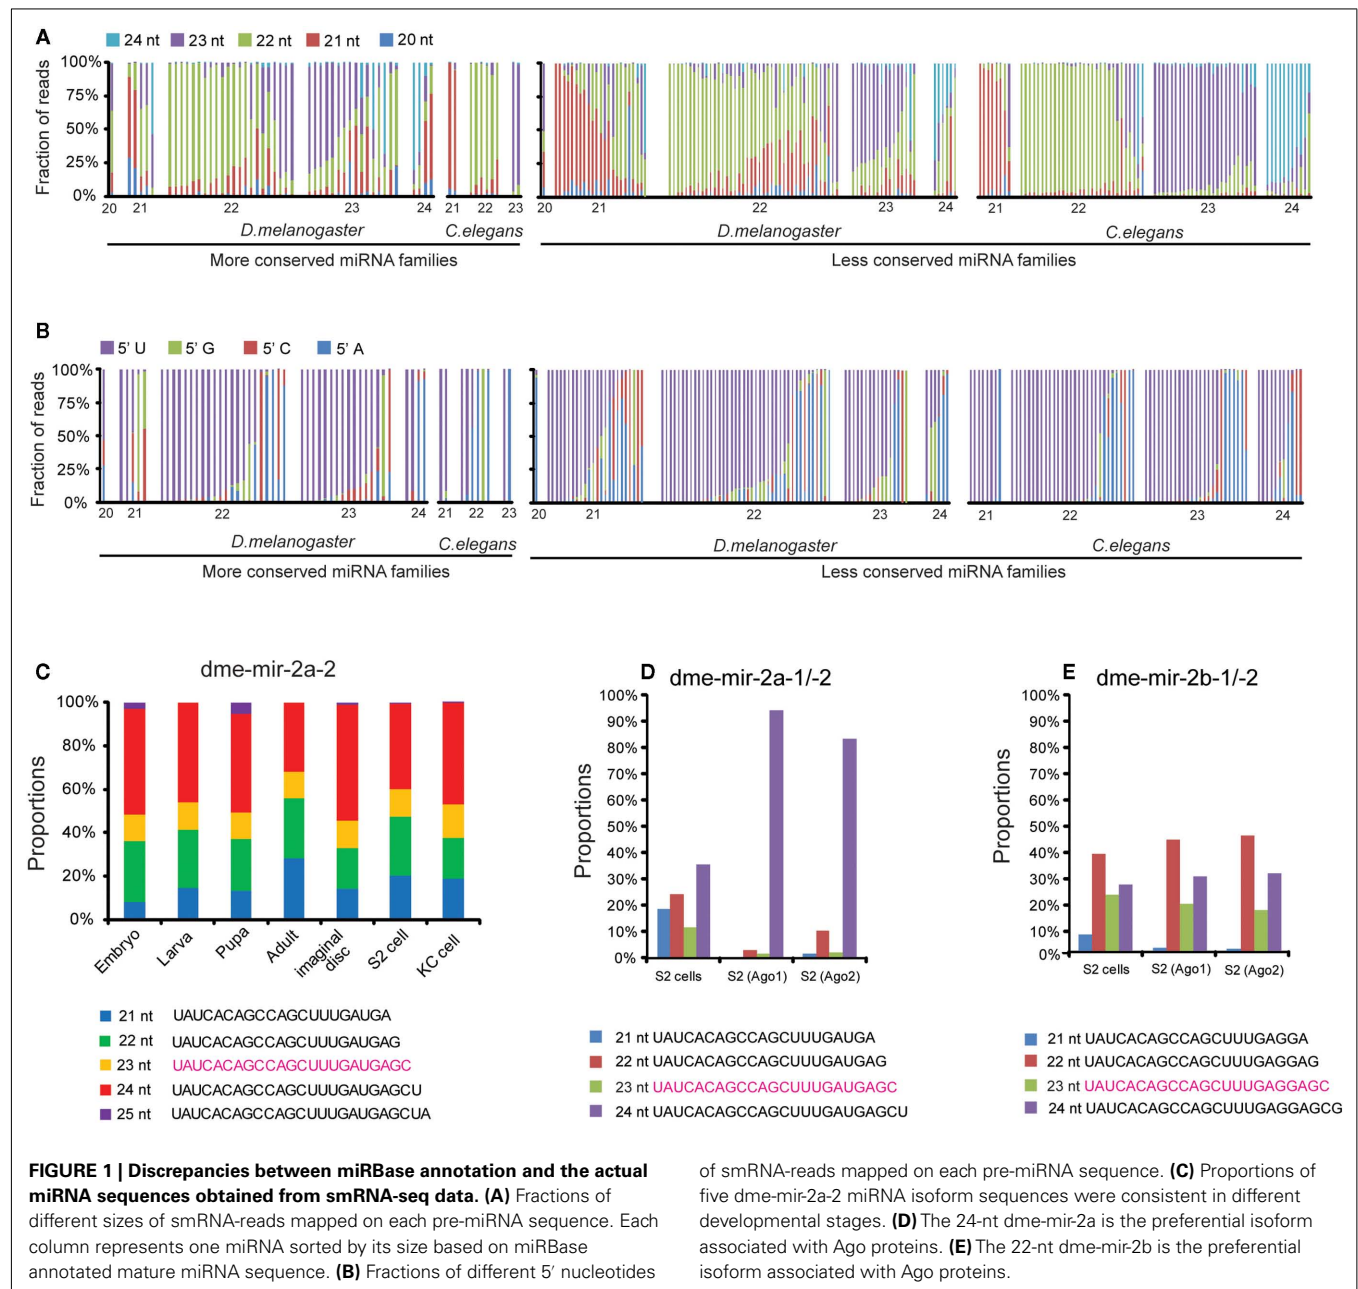 A
24 nt 23 nt 22 nt 21 nt 20 nt
Fraction of reads
100%
75%
50%
25%
0%
20 21 22 23 24 21 22 23 20 21 22 23 24 21 22 23 24
D.melanogaster C.elegans D.melanogaster C.elegans
More conserved miRNA families Less conserved miRNA families
B
5' U 5' G 5' C 5' A
Fraction of reads
100%
75%
50%
25%
0%
20 21 22 23 24 21 22 23 20 21 22 23 24 21 22 23 24
D.melanogaster C.elegans D.melanogaster C.elegans
More conserved miRNA families Less conserved miRNA families
C
dme-mir-2a-2
Proportions
100%
80%
60%
40%
20%
0%
Embryo
Larva
Pupa
Adult
imaginal
disc
S2 cell
KC cell
21 nt UAUCACAGCCAGCUUUGAUGA
22 nt UAUCACAGCCAGCUUUGAUGAG
23 nt UAUCACAGCCAGCUUUGAUGAGC
24 nt UAUCACAGCCAGCUUUGAUGAGCU
25 nt UAUCACAGCCAGCUUUGAUGAGCUA
D
dme-mir-2a-1/-2
Proportions
100%
90%
80%
70%
60%
50%
40%
30%
20%
10%
0%
S2 cells S2 (Ago1) S2 (Ago2)
21 nt UAUCACAGCCAGCUUUGAUGA
22 nt UAUCACAGCCAGCUUUGAUGAG
23 nt UAUCACAGCCAGCUUUGAUGAGC
24 nt UAUCACAGCCAGCUUUGAUGAGCU
E
dme-mir-2b-1/-2
Proportions
100%
90%
80%
70%
60%
50%
40%
30%
20%
10%
0%
S2 cells S2 (Ago1) S2 (Ago2)
21 nt UAUCACAGCCAGCUUUGAGGA
22 nt UAUCACAGCCAGCUUUGAGGAG
23 nt UAUCACAGCCAGCUUUGAGGAGC
24 nt UAUCACAGCCAGCUUUGAGGAGCG
FIGURE 1 | Discrepancies between miRBase annotation and the actual
miRNA sequences obtained from smRNA-seq data. (A) Fractions of
different sizes of smRNA-reads mapped on each pre-miRNA sequence. Each
column represents one miRNA sorted by its size based on miRBase
annotated mature miRNA sequence. (B) Fractions of different 5′ nucleotides
of smRNA-reads mapped on each pre-miRNA sequence. (C) Proportions of
five dme-mir-2a-2 miRNA isoform sequences were consistent in different
developmental stages. (D) The 24-nt dme-mir-2a is the preferential isoform
associated with Ago proteins. (E) The 22-nt dme-mir-2b is the preferential
isoform associated with Ago proteins.